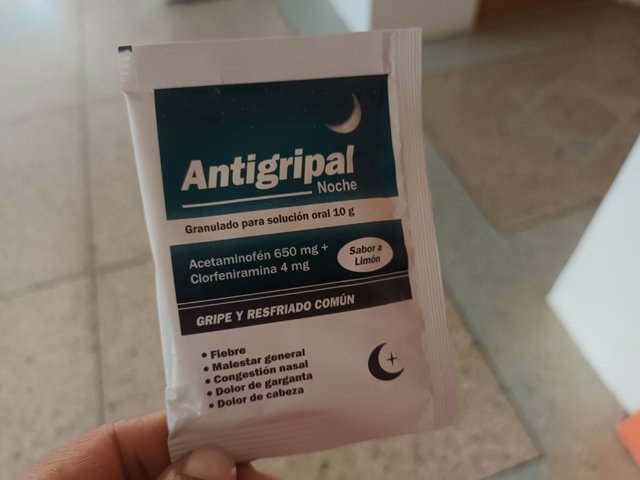 Antigripal
Noche
Granulado para solución oral 10 g
Acetaminofén 650 mg +
Clorfeniramina 4 mg
Sabor a
Limón
GRIPE Y RESFRIADO COMÚN
• Fiebre
• Malestar general
• Congestión nasal
• Dolor de garganta
• Dolor de cabeza